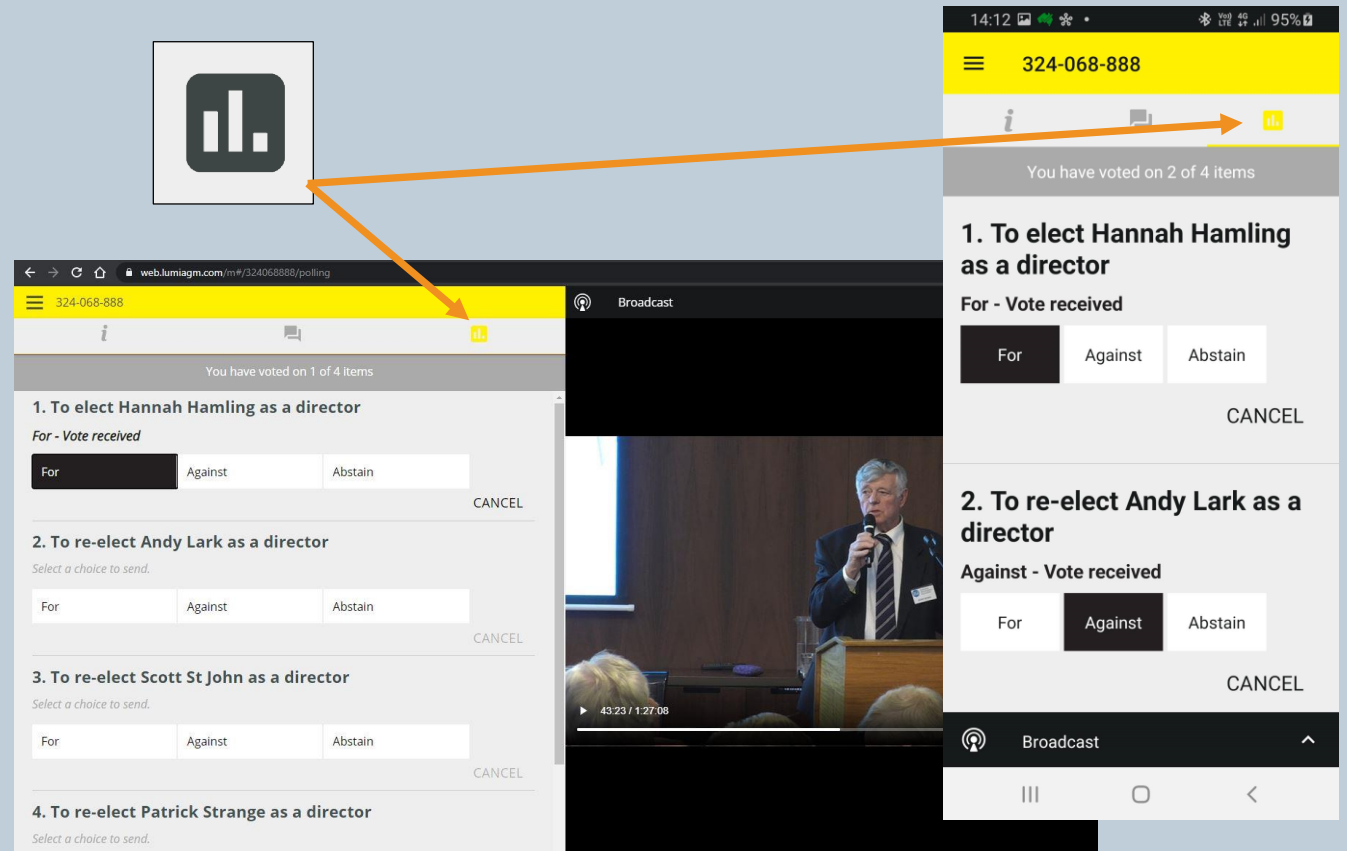 14:12
Vo)) LTE 4G 95%
324-068-888
You have voted on 2 of 4 items
1. To elect Hannah Hamling
as a director
For - Vote received
For Against Abstain
CANCEL
2. To re-elect Andy Lark as a
director
Against - Vote received
For Against Abstain
CANCEL
Broadcast
web.lumiagm.com/m#/324068888/polling
324-068-888
Broadcast
You have voted on 1 of 4 items
1. To elect Hannah Hamling as a director
For - Vote received
For Against Abstain
CANCEL
2. To re-elect Andy Lark as a director
Select a choice to send.
For Against Abstain
CANCEL
3. To re-elect Scott St John as a director
Select a choice to send.
For Against Abstain
CANCEL
4. To re-elect Patrick Strange as a director
Select a choice to send.
43:23 / 1:27:08